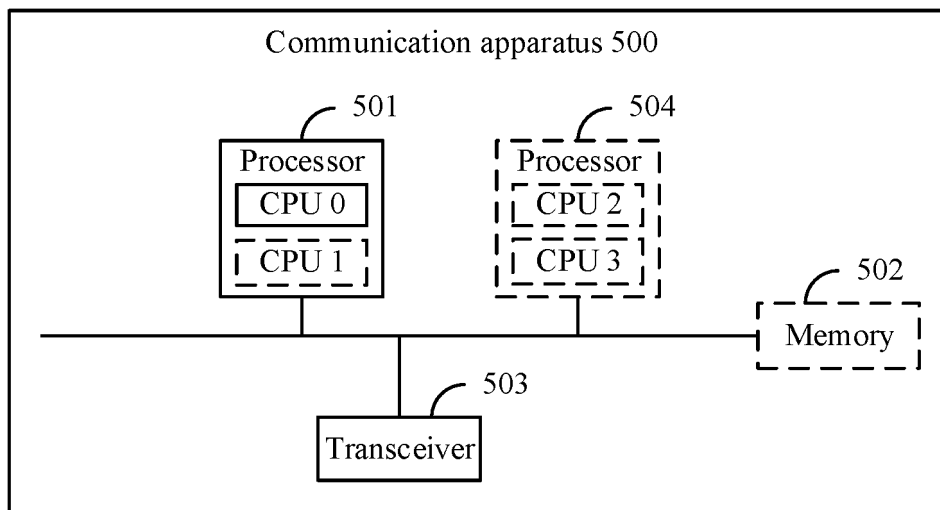 Communication apparatus 500
501
504
Processor
CPU 0
CPU 1
Processor
CPU 2
CPU 3
502
Memory
503
Transceiver